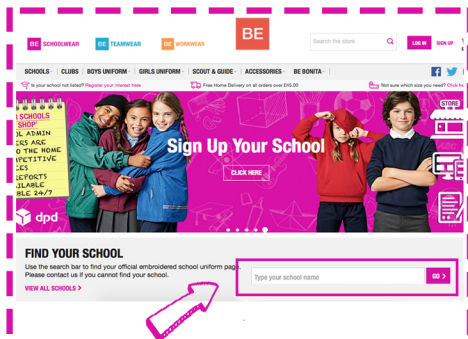 BE
BE SCHOOLWEAR
BE TEAMWEAR
BE WORKWEAR
Search the store
LOG IN
SIGN UP
SCHOOLS
CLUBS
BOYS UNIFORM
GIRLS UNIFORM
SCOUT & GUIDE
ACCESSORIES
BE BONITA
Is your school not listed? Register your interest here
Free Home Delivery on all orders over £45.00
Not sure which size you need? Click
SCHOOLS
SHOP'
ADMIN
ARE
TO THE HOME
REPORTS
24/7
dpd
Sign Up Your School
CLICK HERE
STORE
FIND YOUR SCHOOL
Use the search bar to find your official embroidered school uniform page.
Please contact us if you cannot find your school.
VIEW ALL SCHOOLS >
Type your school name
GO >